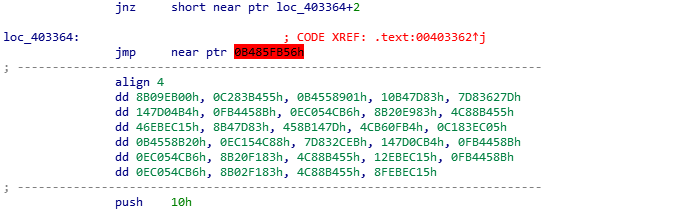 jnz short near ptr loc_403364+2
loc_403364: ; CODE XREF: .text:00403362↑j
jmp near ptr 0B485FB56h
; ---------------------------------------------------------------------------
align 4
dd 8B09EB00h, 0C283B455h, 0B4558901h, 10B47D83h, 7D83627Dh
dd 147D04B4h, 0FB4458Bh, 0EC054CB6h, 8B20E983h, 4C88B455h
dd 46EBEC15h, 8B47D83h, 458B147Dh, 4CB60FB4h, 0C183EC05h
dd 0B4558B20h, 0EC154C88h, 7D832CEBh, 147D0CB4h, 0FB4458Bh
dd 0EC054CB6h, 8B20F183h, 4C88B455h, 12EBEC15h, 0FB4458Bh
dd 0EC054CB6h, 8B02F183h, 4C88B455h, 8FEBEC15h
; ---------------------------------------------------------------------------
push 10h